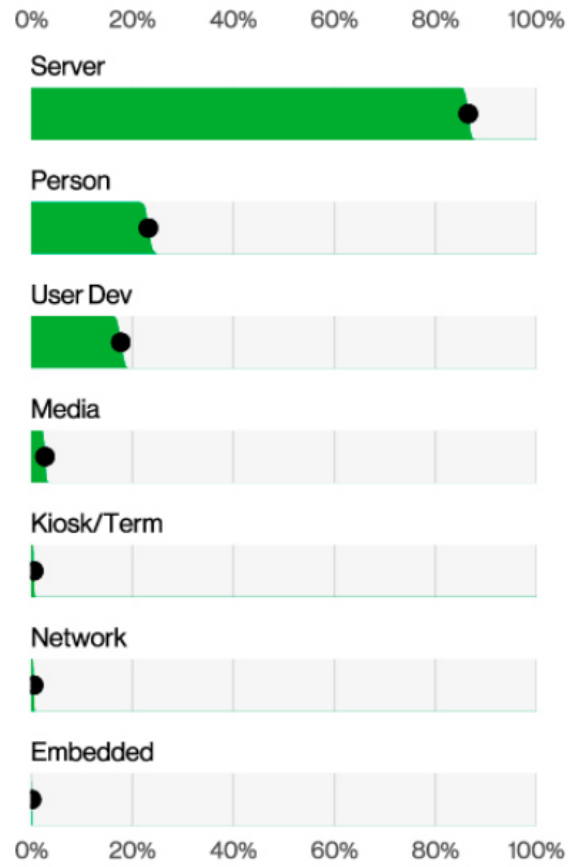 0% 20% 40% 60% 80% 100%
Server
Person
User Dev
Media
Kiosk/Term
Network
Embedded
0% 20% 40% 60% 80% 100%